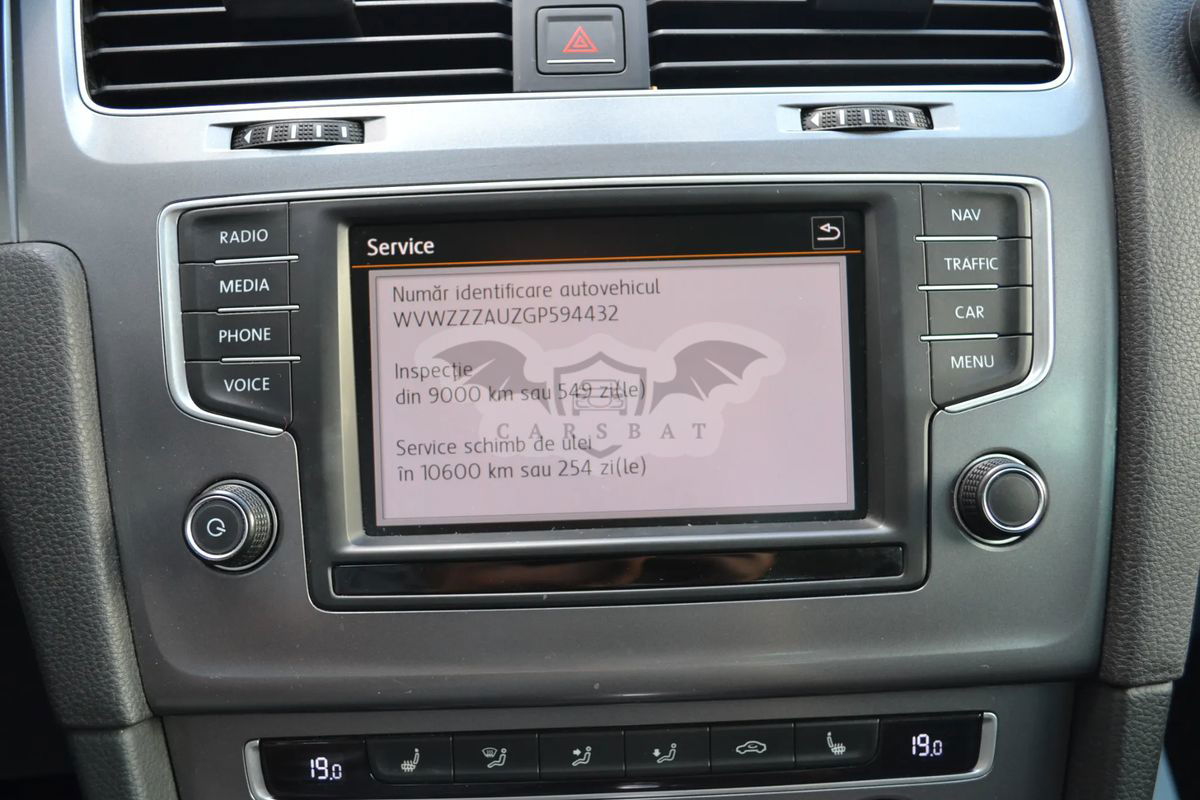 RADIO
MEDIA
PHONE
VOICE
Service
Număr identificare autovehicul
WVWZZZAUZGP594432
Inspecție
din 9000 km sau 549 zi(le)
CARSBAT
Service schimb de ulei
în 10600 km sau 254 zi(le)
NAV
TRAFFIC
CAR
MENU
19.0
19.0